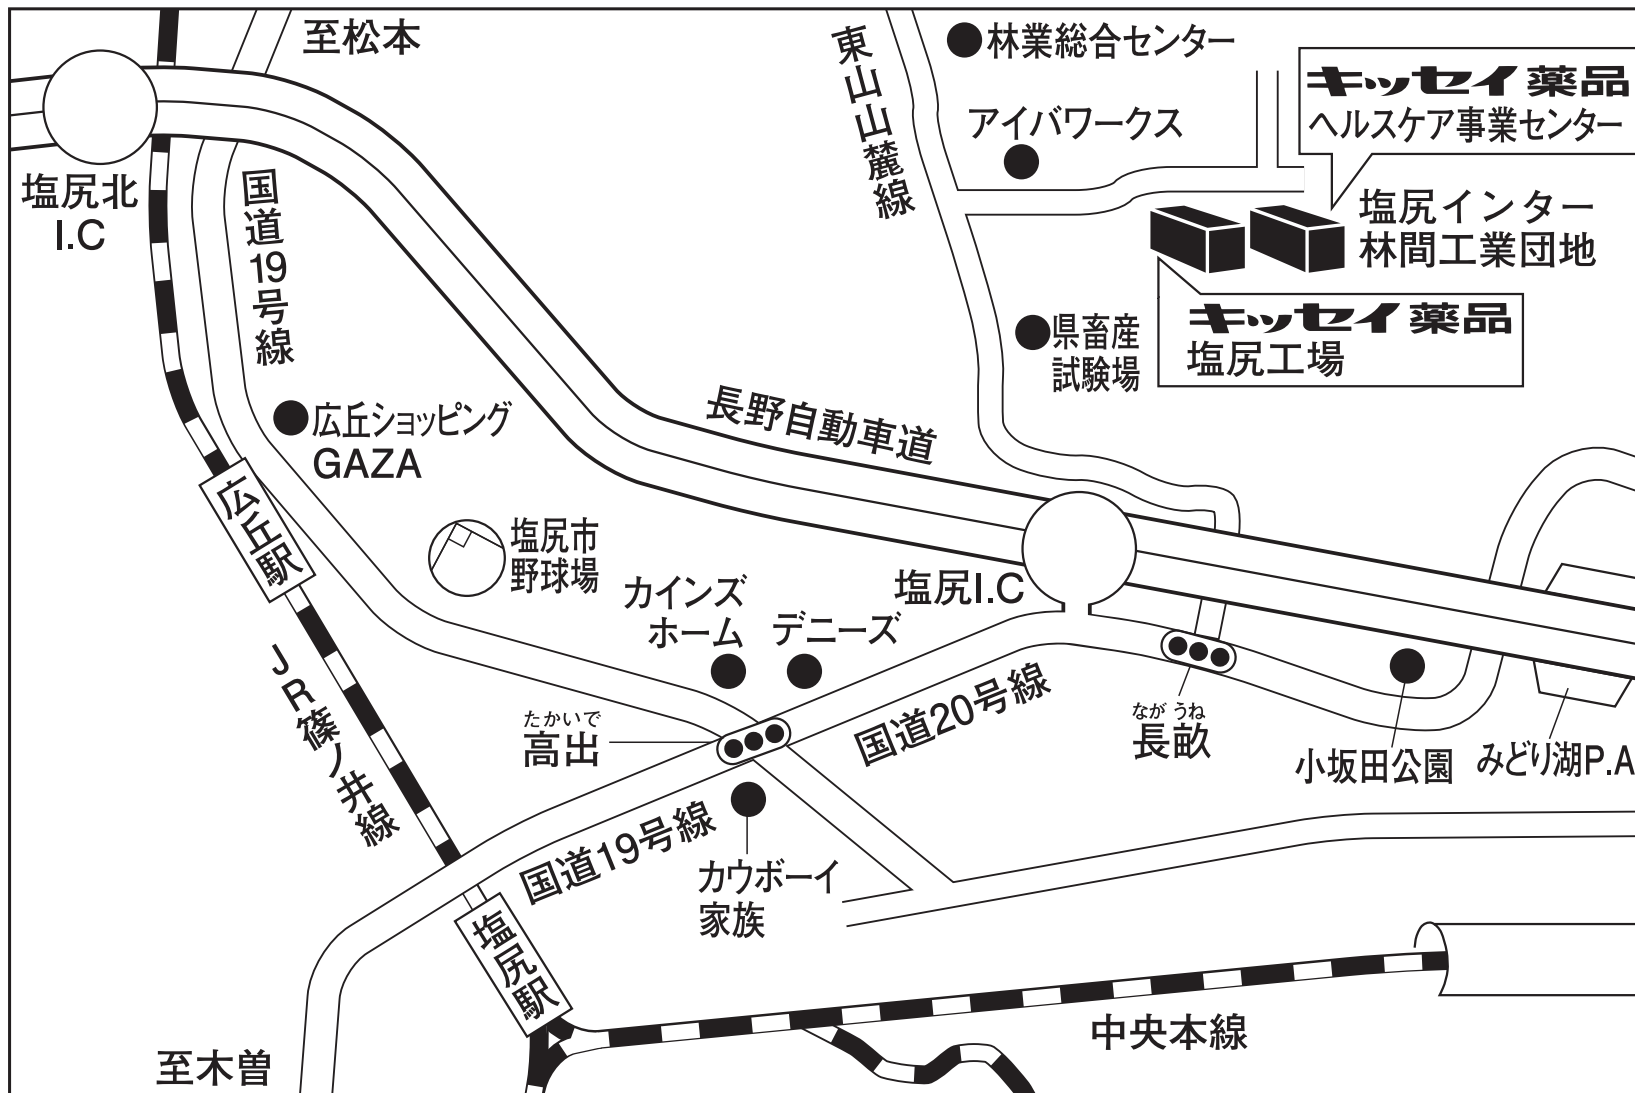 至松本
東山山麓線
林業総合センター
アイバワークス
キッセイ薬品
ヘルスケア事業センター
塩尻北
I.C
国道19号線
塩尻インター
林間工業団地
キッセイ薬品
塩尻工場
県畜産
試験場
広丘ショッピング
GAZA
長野自動車道
広丘駅
塩尻市
野球場
カインズ
ホーム
デニーズ
塩尻I.C
JR篠ノ井線
たかいで
高出
国道20号線
ながうね
長畝
小坂田公園
みどり湖P.A
国道19号線
カウボーイ
家族
塩尻駅
中央本線
至木曽